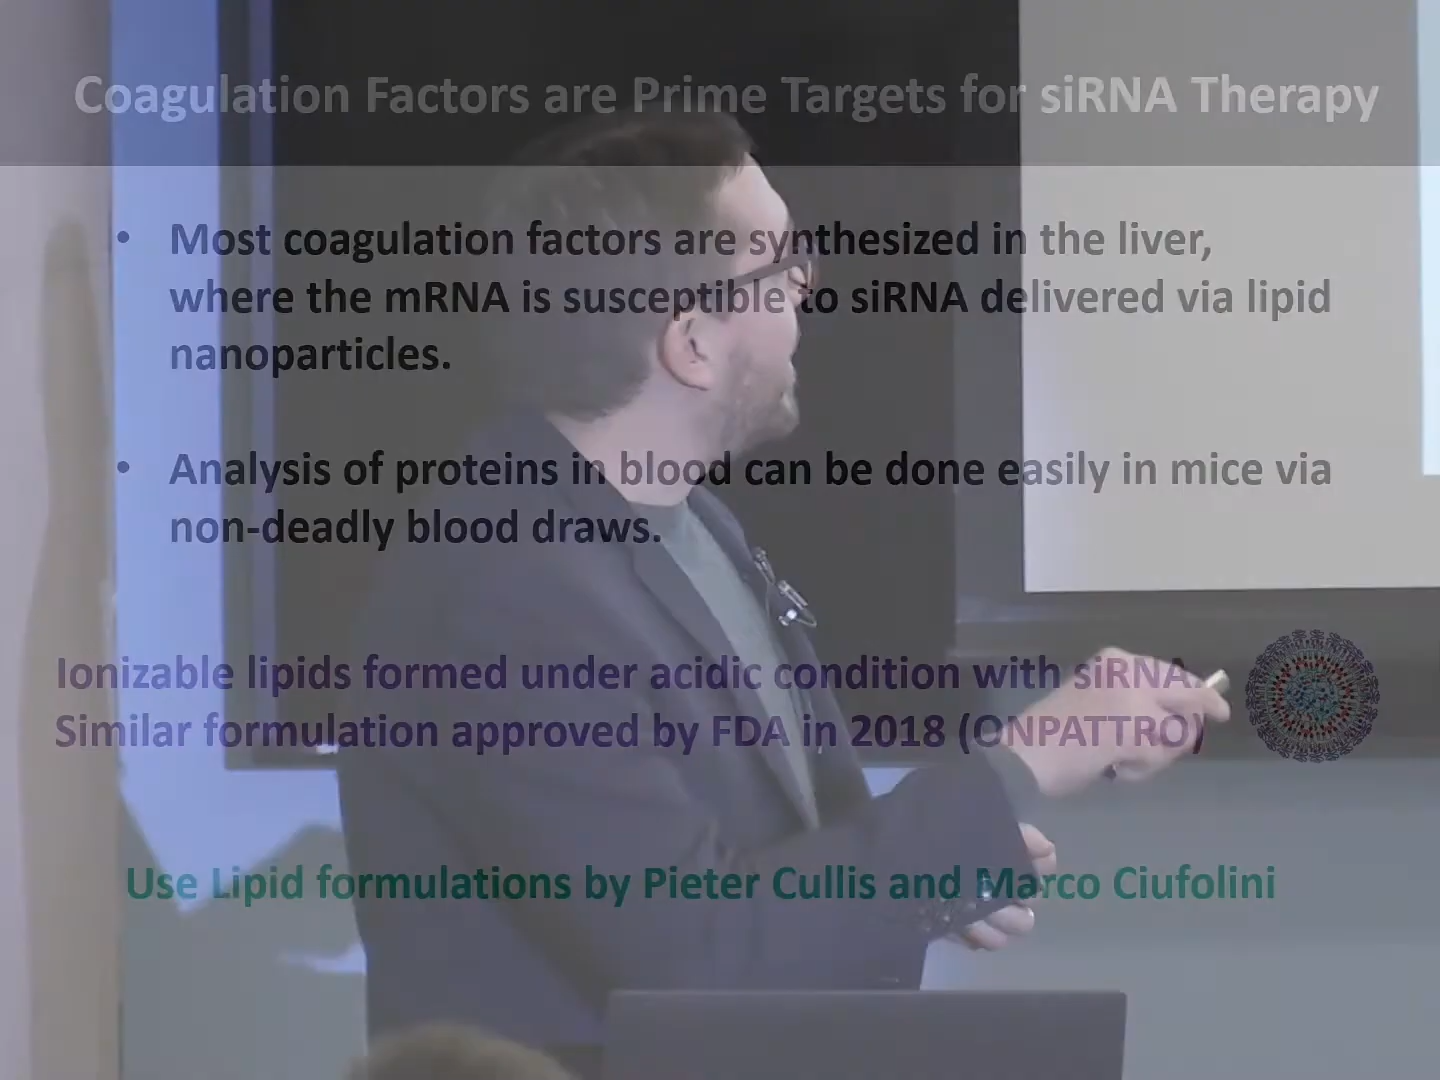 Coagulation Factors are Prime Targets for siRNA Therapy
• Most coagulation factors are synthesized in the liver,
where the mRNA is susceptible to siRNA delivered via lipid
nanoparticles.
• Analysis of proteins in blood can be done easily in mice via
non-deadly blood draws.
Ionizable lipids formed under acidic condition with siRNA.
Similar formulation approved by FDA in 2018 (ONPATTRO)
Use Lipid formulations by Pieter Cullis and Marco Ciufolini